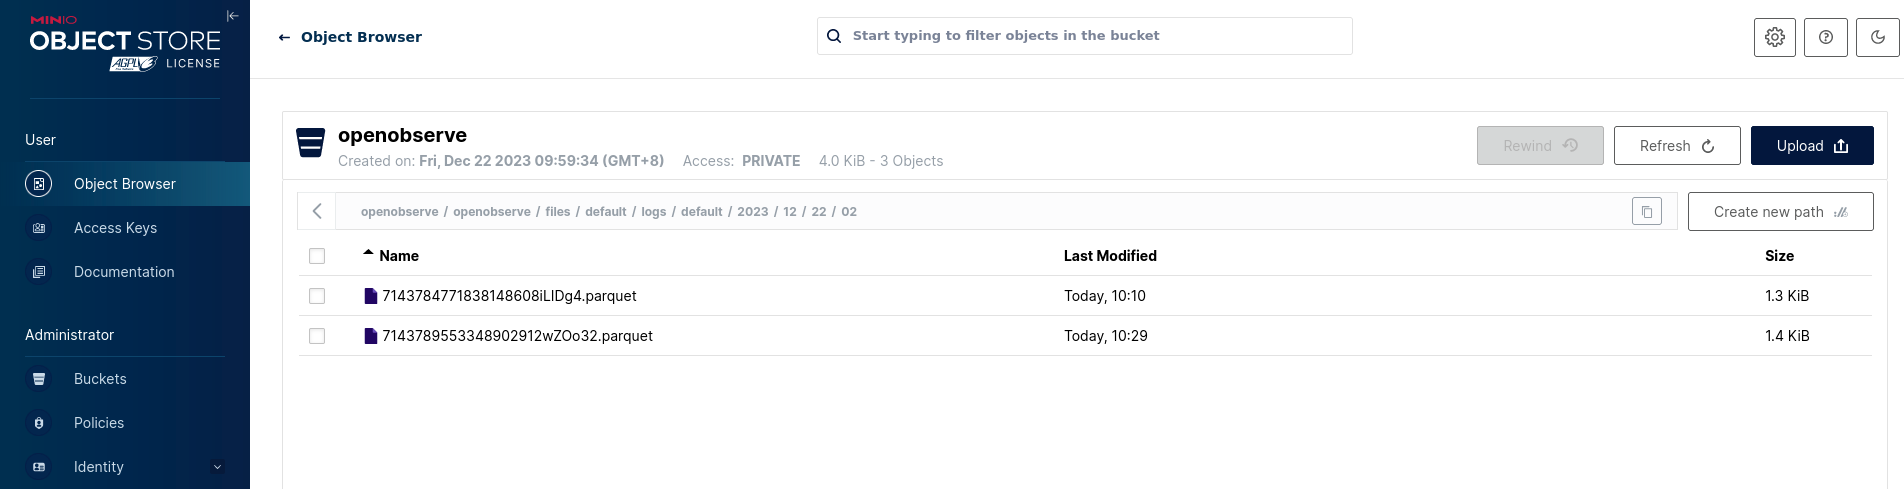 MINIO
OBJECT STORE
AGPLv3 LICENSE
User
Object Browser
Access Keys
Documentation
Administrator
Buckets
Policies
Identity
← Object Browser
Start typing to filter objects in the bucket
openobserve
Created on: Fri, Dec 22 2023 09:59:34 (GMT+8) Access: PRIVATE 4.0 KiB - 3 Objects
Rewind
Refresh
Upload
openobserve / openobserve / files / default / logs / default / 2023 / 12 / 22 / 02
Create new path
Name Last Modified Size
7143784771838148608iLlDg4.parquet Today, 10:10 1.3 KiB
7143789553348902912wZOo32.parquet Today, 10:29 1.4 KiB